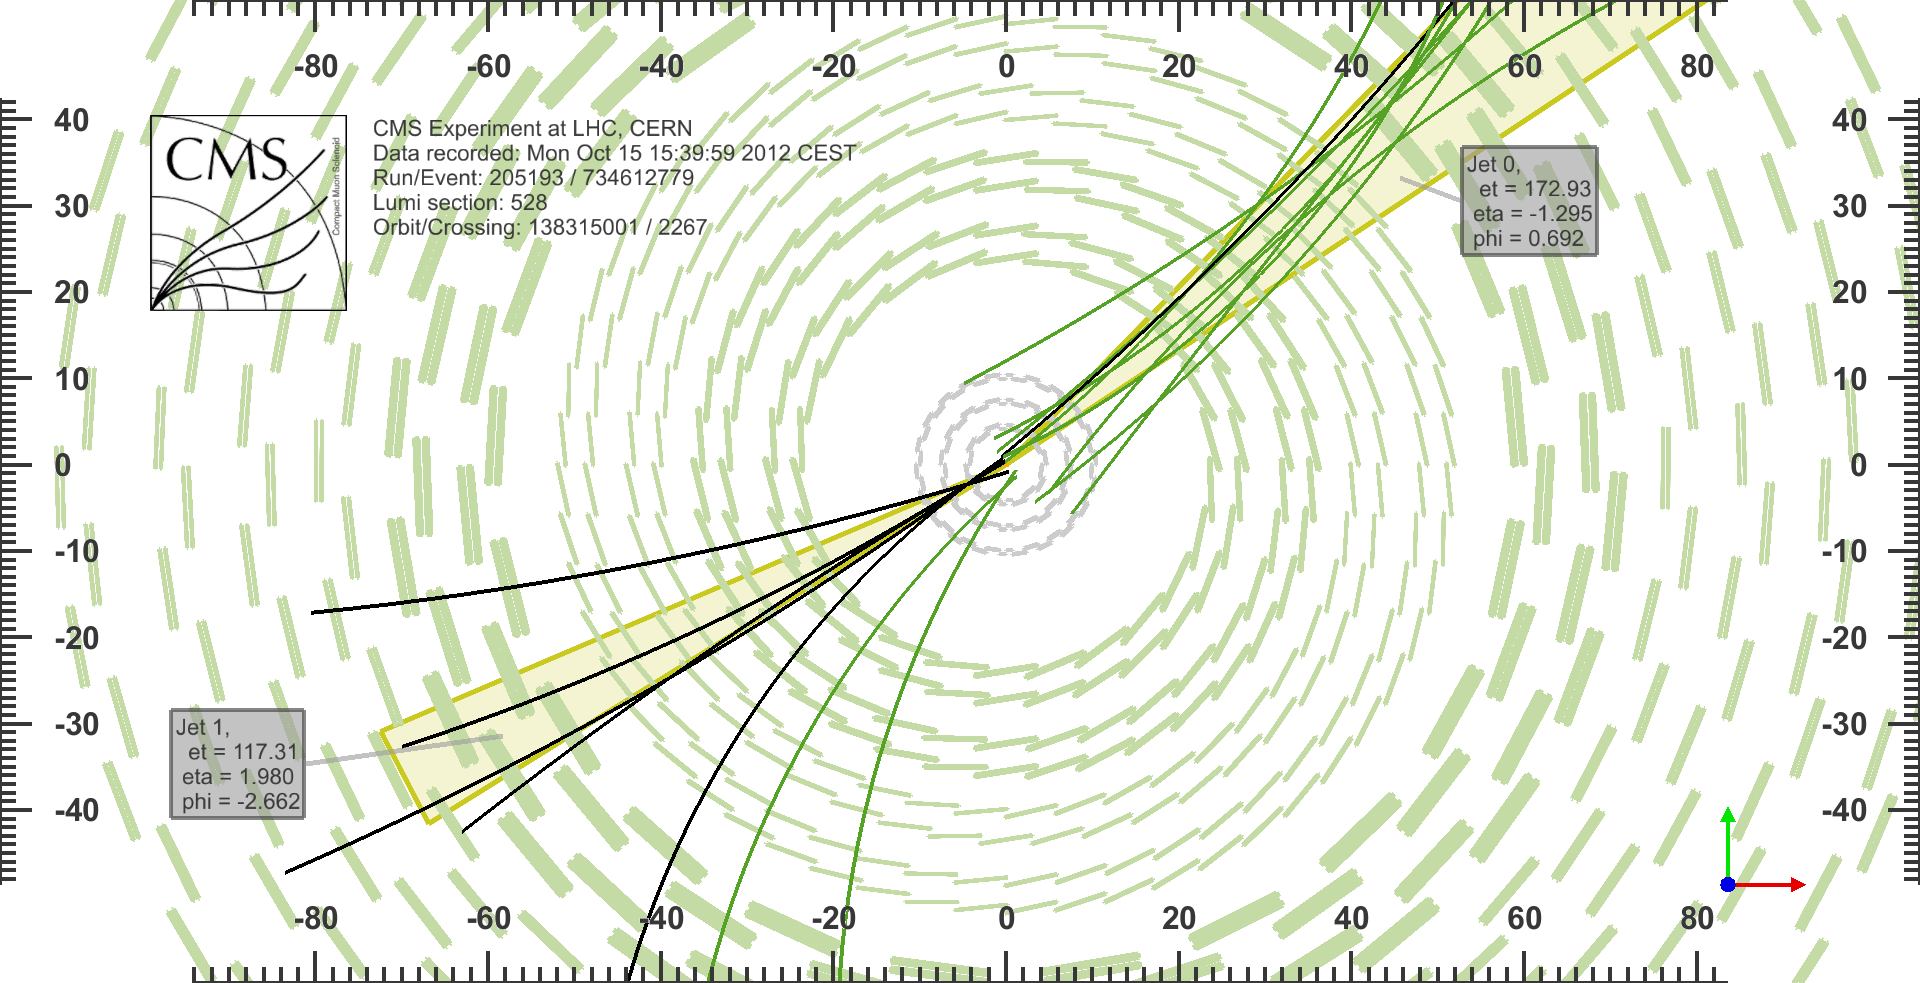 -80 -60 -40 -20 0 20 40 60 80
40 40
CMS
Compact Muon Solenoid
CMS Experiment at LHC, CERN
Data recorded: Mon Oct 15 15:39:59 2012 CEST
Run/Event: 205193 / 734612779
Lumi section: 528
Orbit/Crossing: 138315001 / 2267
Jet 0,
et = 172.93
eta = -1.295
phi = 0.692
30 30
20 20
10 10
0 0
-10 -10
-20 -20
-30 -30
Jet 1,
et = 117.31
eta = 1.980
phi = -2.662
-40 -40
-80 -60 -40 -20 0 20 40 60 80